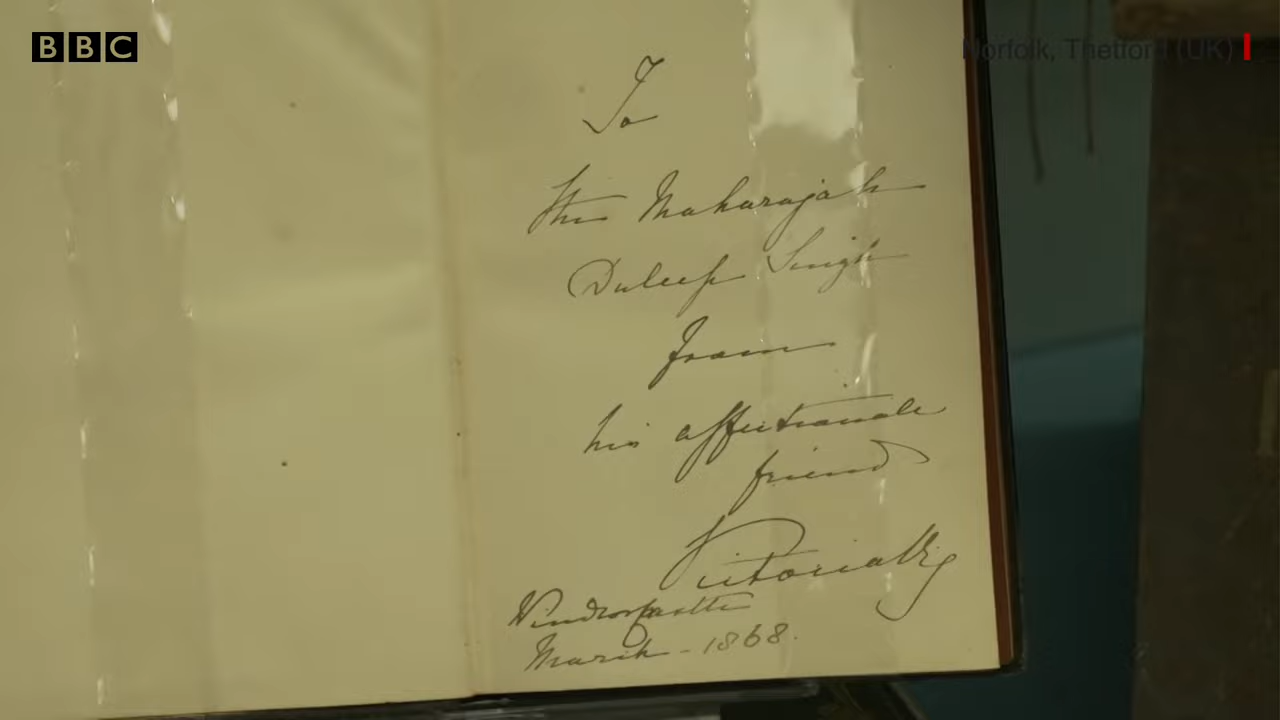 BBC
Norfolk, Thetford (UK)
To
The Maharajah
Duleep Singh
from
his affectionate
friend
Victoria R
Windsor Castle
March - 1868.